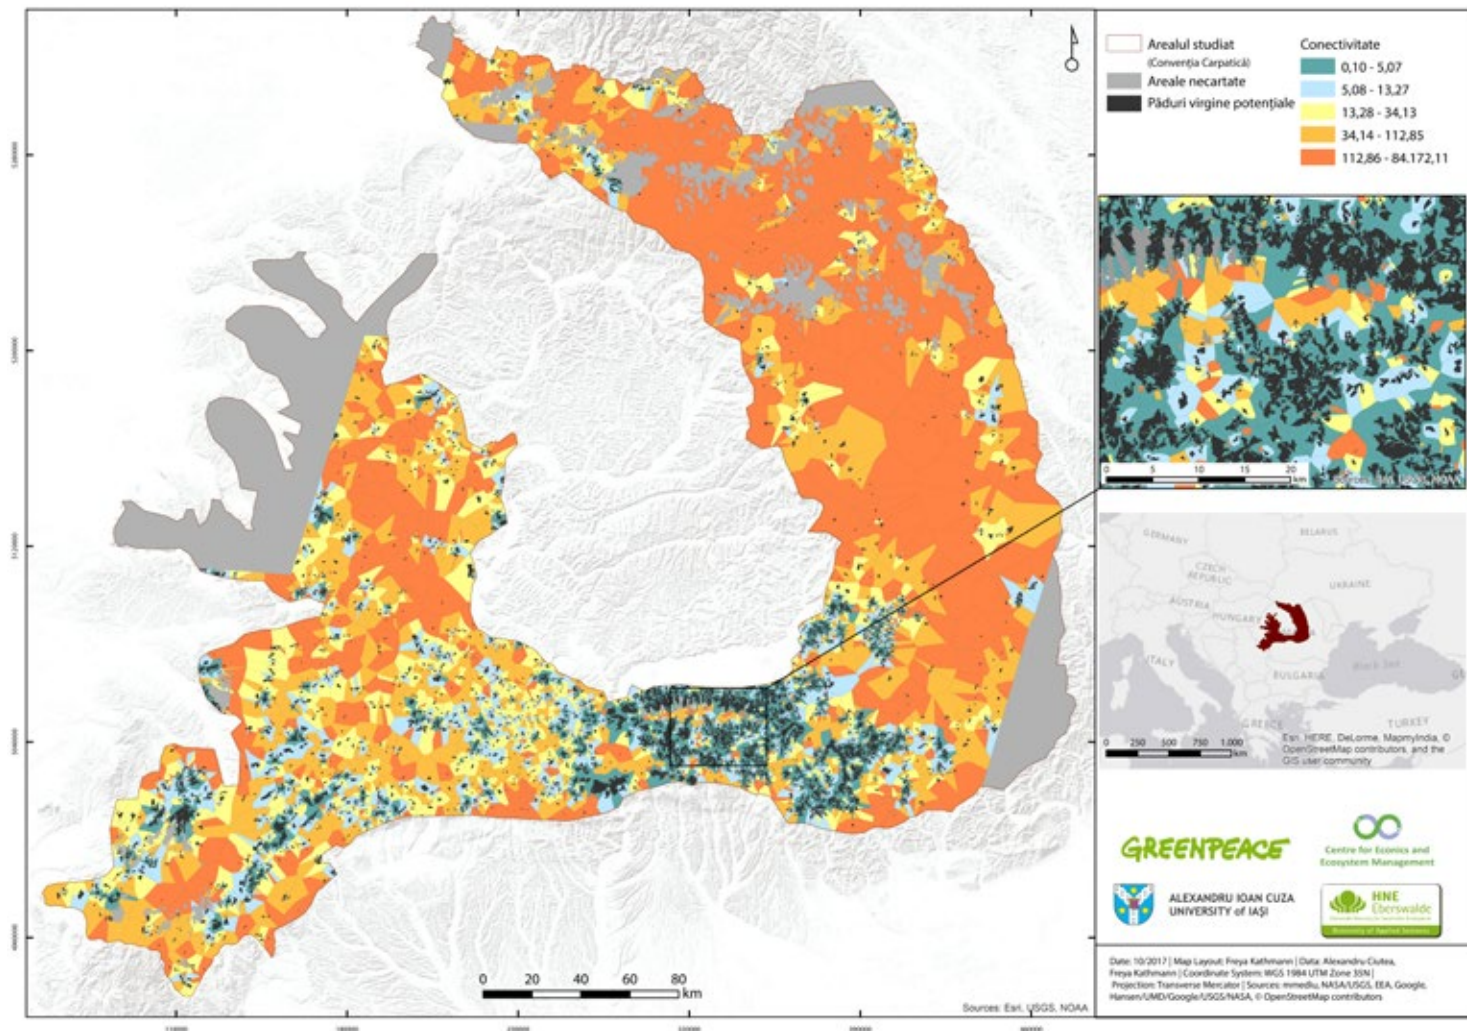 Arealul studiat
(Convenția Carpatică)
Areale necartate
Păduri virgine potențiale
Conectivitate
0,10 - 5,07
5,08 - 13,27
13,28 - 34,13
34,14 - 112,85
112,86 - 84.172,11
0 5 10 15 20
km
GERMANY
BELARUS
CZECH
REPUBLIC
UKRAINE
AUSTRIA
HUNGARY
ITALY
Black Sea
BULGARIA
GREECE
TURKEY
0 250 500 750 1.000
km
Esri, HERE, DeLorme, MapmyIndia, ©
OpenStreetMap contributors, and the
GIS user community
GREENPEACE
Centre for Econics and
Ecosystem Management
ALEXANDRU IOAN CUZA
UNIVERSITY of IAȘI
HNE
Eberswalde
University of Applied Sciences
Date: 10/2017 | Map Layout: Freya Kathmann | Data: Alexandru Ciutea,
Freya Kathmann | Coordinate System: WGS 1984 UTM Zone 35N |
Projection: Transverse Mercator | Sources: mmediu, NASA/USGS, EEA, Google,
Hansen/UMD/Google/USGS/NASA, © OpenStreetMap contributors
0 20 40 60 80
km
Sources: Esri, USGS, NOAA